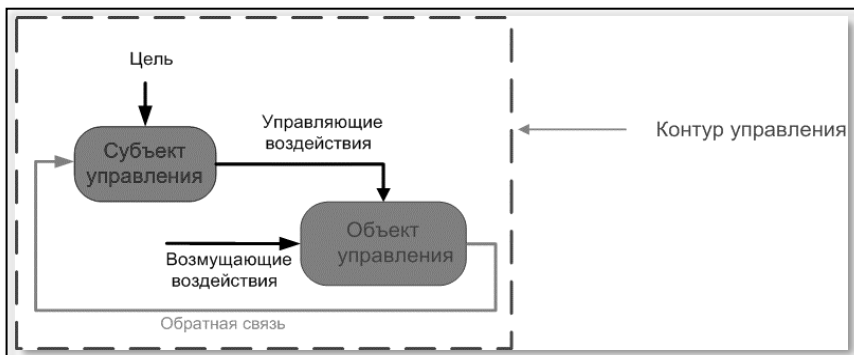 Цель
Управляющие
воздействия
Контур управления
Субъект
управления
Объект
управления
Возмущающие
воздействия
Обратная связь